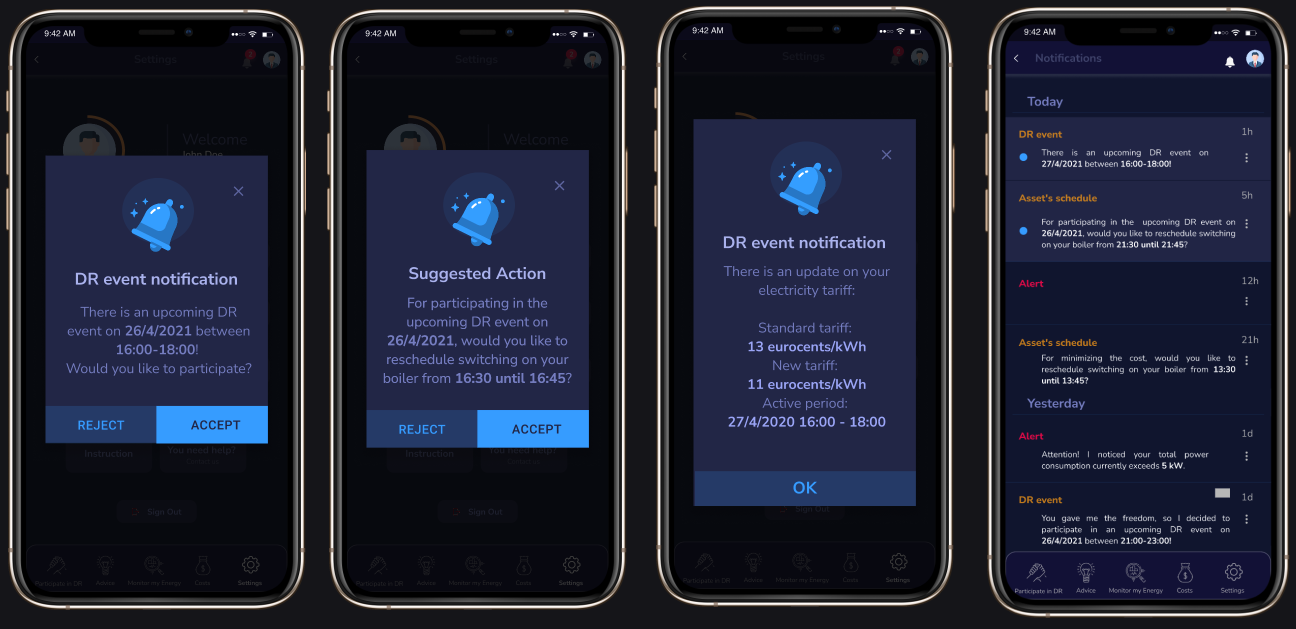 9:42 AM
Settings
2
Welcome
John Doe
DR event notification
There is an upcoming DR
event on 26/4/2021 between
16:00-18:00!
Would you like to participate?
REJECT
ACCEPT
Instruction
You need help?
Contact us
Sign Out
Participate in DR
Advice
Monitor my Energy
Costs
Settings
9:42 AM
Settings
2
Welcome
Suggested Action
For participating in the
upcoming DR event on
26/4/2021, would you like to
reschedule switching on your
boiler from 16:30 until 16:45?
REJECT
ACCEPT
Instruction
You need help?
Contact us
Sign Out
Participate in DR
Advice
Monitor my Energy
Costs
Settings
9:42 AM
Settings
2
DR event notification
There is an update on your
electricity tariff:
Standard tariff:
13 eurocents/kWh
New tariff:
11 eurocents/kWh
Active period:
27/4/2020 16:00 - 18:00
OK
Sign Out
Participate in DR
Advice
Monitor my Energy
Costs
Settings
9:42 AM
Notifications
Today
DR event
1h
There is an upcoming DR event on
27/4/2021 between 16:00-18:00!
Asset's schedule
5h
For participating in the upcoming DR event on
26/4/2021, would you like to reschedule switching
on your boiler from 21:30 until 21:45?
Alert
12h
Asset's schedule
21h
For minimizing the cost, would you like to
reschedule switching on your boiler from 13:30
until 13:45?
Yesterday
Alert
1d
Attention! I noticed your total power
consumption currently exceeds 5 kW.
DR event
1d
You gave me the freedom, so I decided to
participate in an upcoming DR event on
26/4/2021 between 21:00-23:00!
Participate in DR
Advice
Monitor my Energy
Costs
Settings